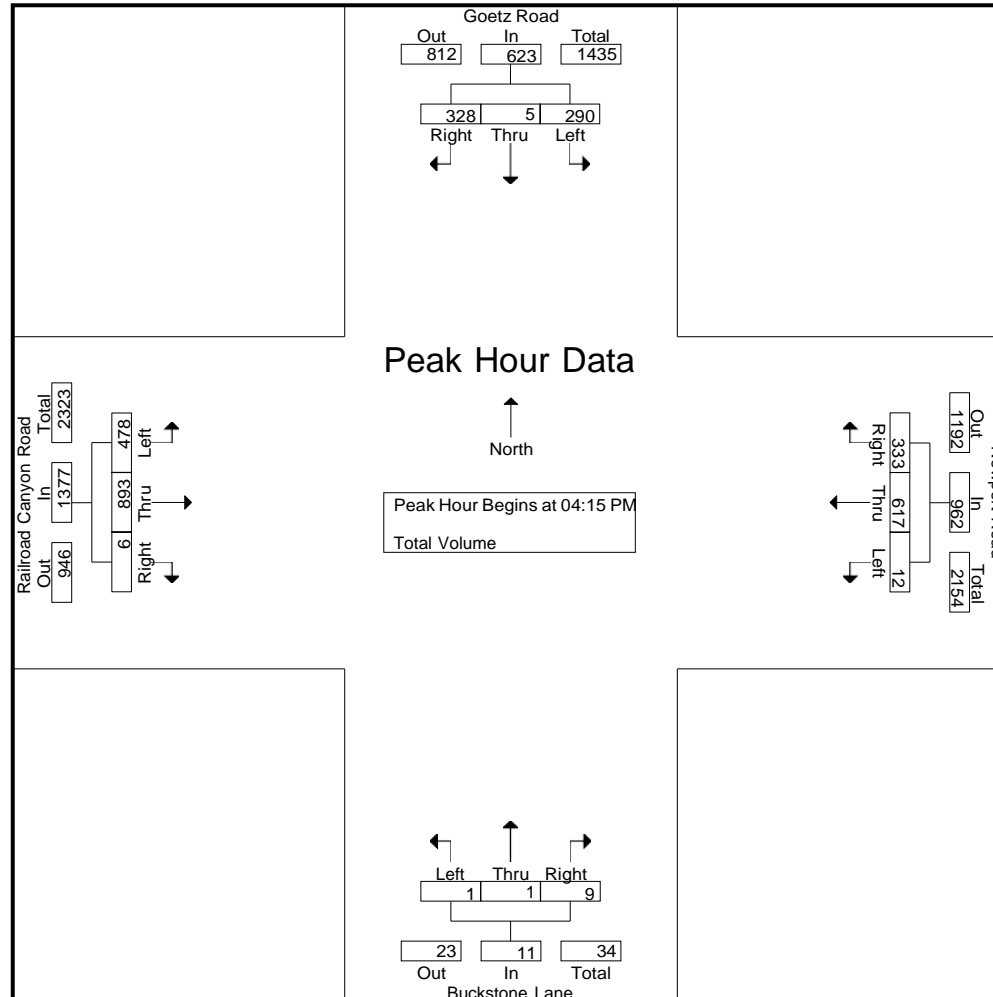 Goetz Road
Out In Total
812 623 1435
328 5 290
Right Thru Left
Peak Hour Data
North
Peak Hour Begins at 04:15 PM
Total Volume
Railroad Canyon Road
Out In Total
946 1377 2323
6 893 478
Right Thru Left
Out In Total
1192 962 2154
333 617 12
Right Thru Left
Left Thru Right
1 1 9
23 11 34
Out In Total
Buckstone Lane